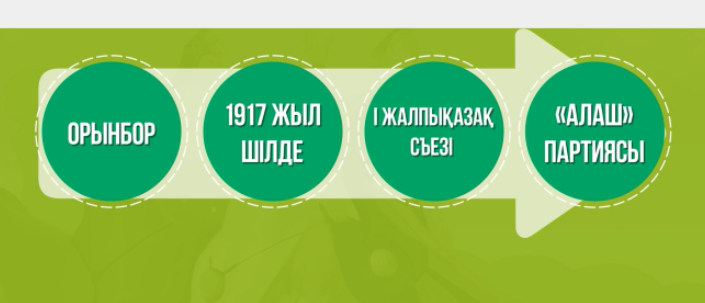 ОРЫНБОР
1917 ЖЫЛ
ШІЛДЕ
І ЖАЛПЫҚАЗАҚ
СЪЕЗІ
«АЛАШ»
ПАРТИЯСЫ